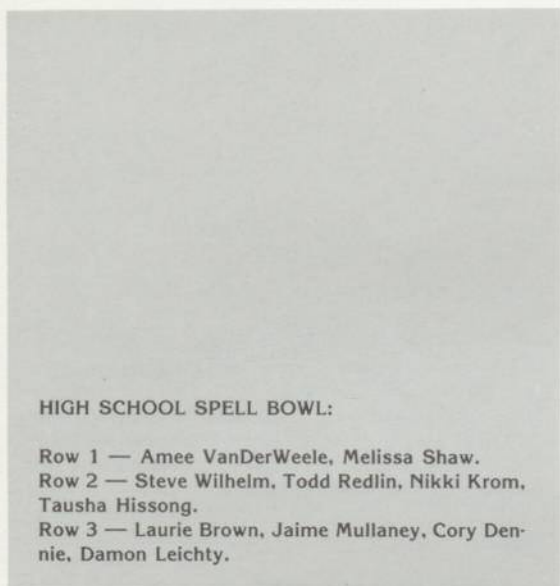 HIGH SCHOOL SPELL BOWL:
Row 1 — Amee VanDerWeele, Melissa Shaw.
Row 2 — Steve Wilhelm, Todd Redlin, Nikki Krom,
Tausha Hissong.
Row 3 — Laurie Brown, Jaime Mullaney, Cory Den-
nie, Damon Leichty.